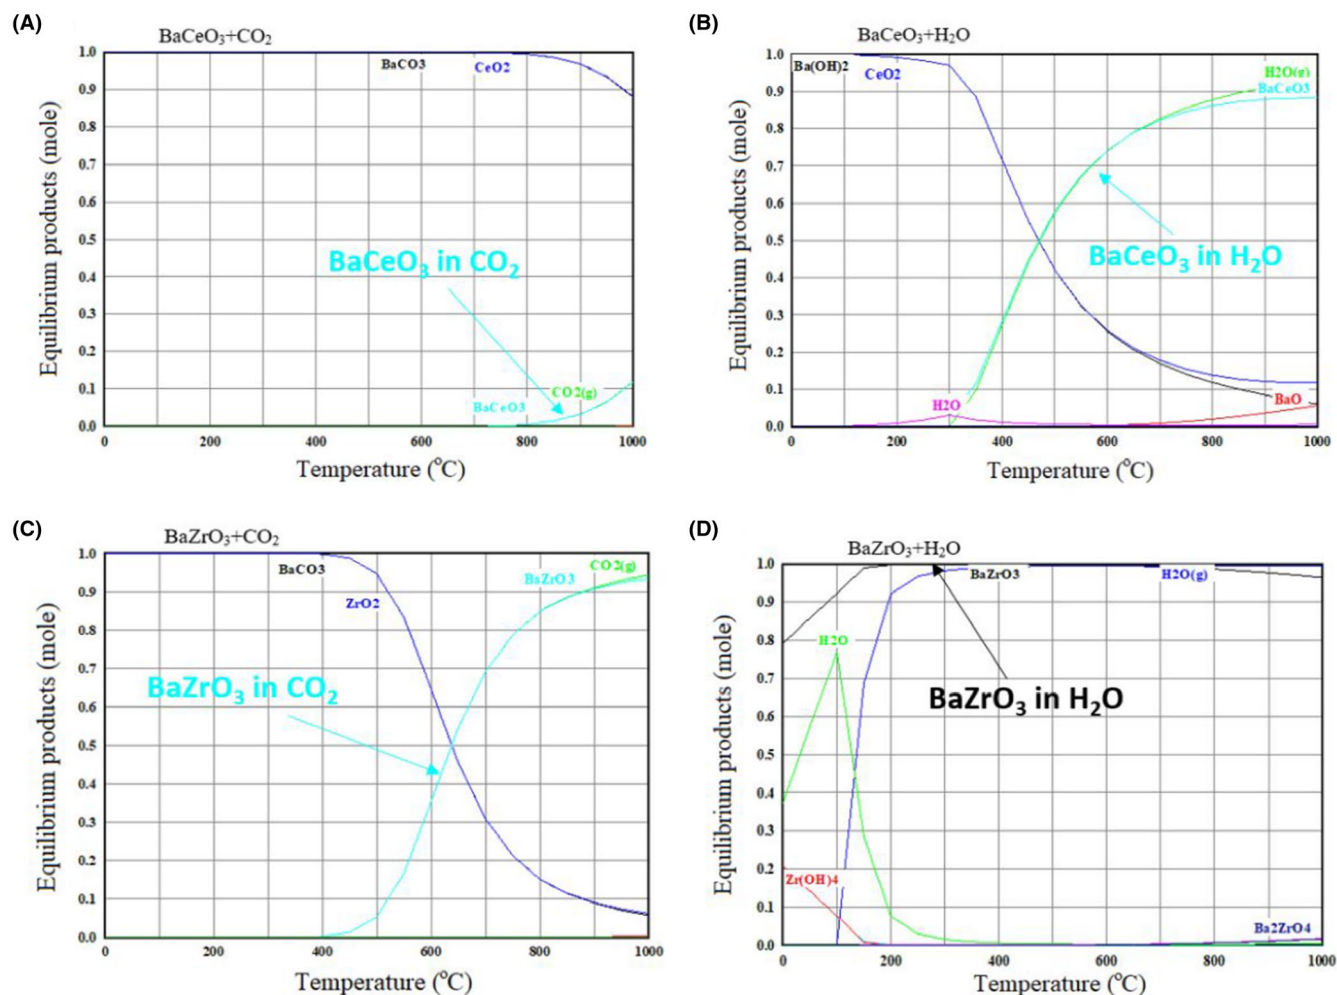 (A)
BaCeO₃+CO₂
1.0
0.9
0.8
0.7
0.6
0.5
0.4
0.3
0.2
0.1
0.0
Equilibrium products (mole)
BaCO3
CeO2
BaCeO₃ in CO₂
CO2(g)
BaCeO3
0
200
400
600
800
1000
Temperature (°C)
(B)
BaCeO₃+H₂O
1.0
0.9
0.8
0.7
0.6
0.5
0.4
0.3
0.2
0.1
0.0
Equilibrium products (mole)
Ba(OH)2
CeO2
H2O(g)
BaCeO3
BaCeO₃ in H₂O
H2O
BaO
0
200
400
600
800
1000
Temperature (°C)
(C)
BaZrO₃+CO₂
1.0
0.9
0.8
0.7
0.6
0.5
0.4
0.3
0.2
0.1
0.0
Equilibrium products (mole)
BaCO3
ZrO2
CO2(g)
BaZrO3
BaZrO₃ in CO₂
0
200
400
600
800
1000
Temperature (°C)
(D)
BaZrO₃+H₂O
1.0
0.9
0.8
0.7
0.6
0.5
0.4
0.3
0.2
0.1
0.0
Equilibrium products (mole)
BaZrO3
H2O(g)
H2O
BaZrO₃ in H₂O
Zr(OH)4
Ba2ZrO4
0
200
400
600
800
1000
Temperature (°C)